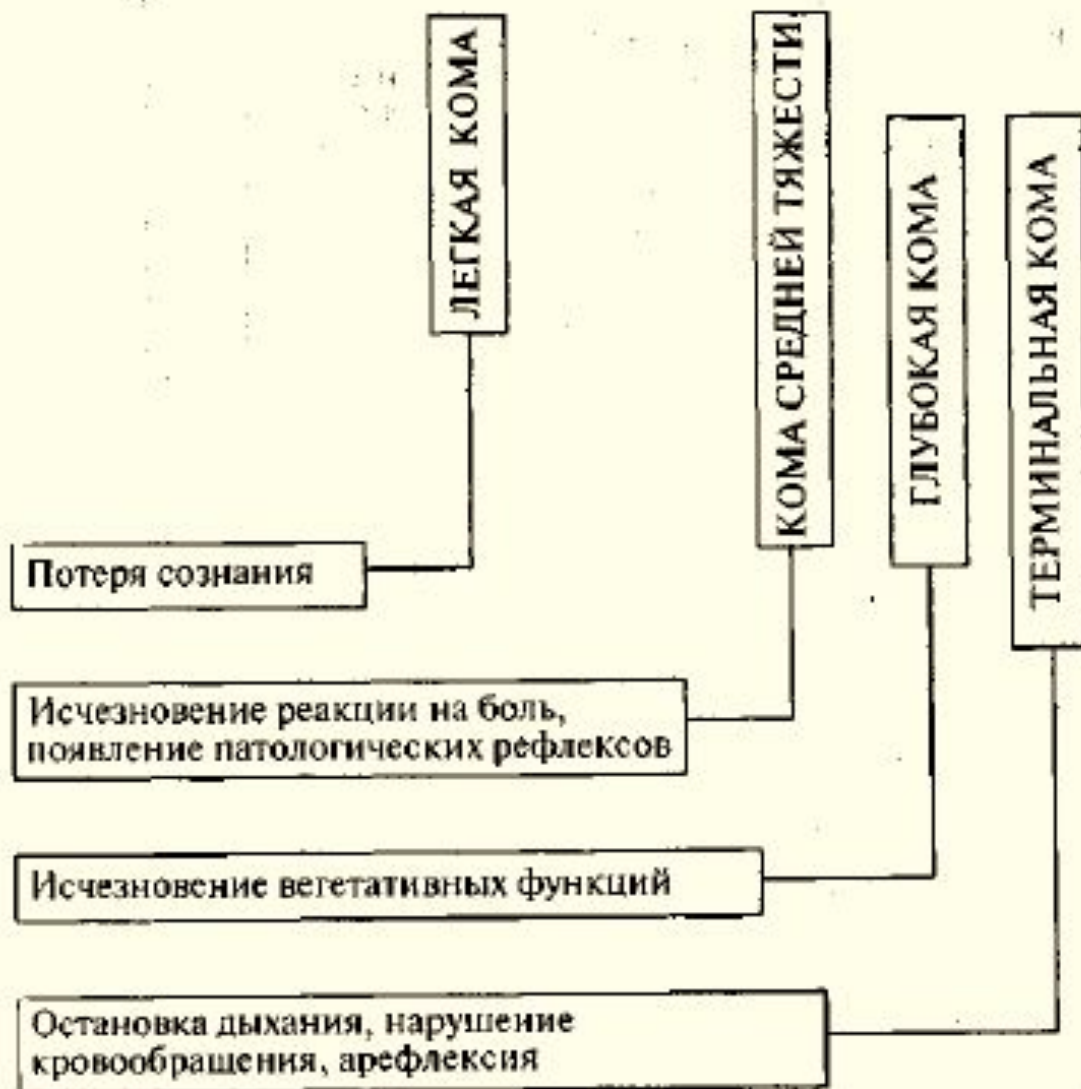 ЛЕГКАЯ КОМА
КОМА СРЕДНЕЙ ТЯЖЕСТИ
ГЛУБОКАЯ КОМА
ТЕРМИНАЛЬНАЯ КОМА
Потеря сознания
Исчезновение реакции на боль,
появление патологических рефлексов
Исчезновение вегетативных функций
Остановка дыхания, нарушение
кровообращения, арефлексия